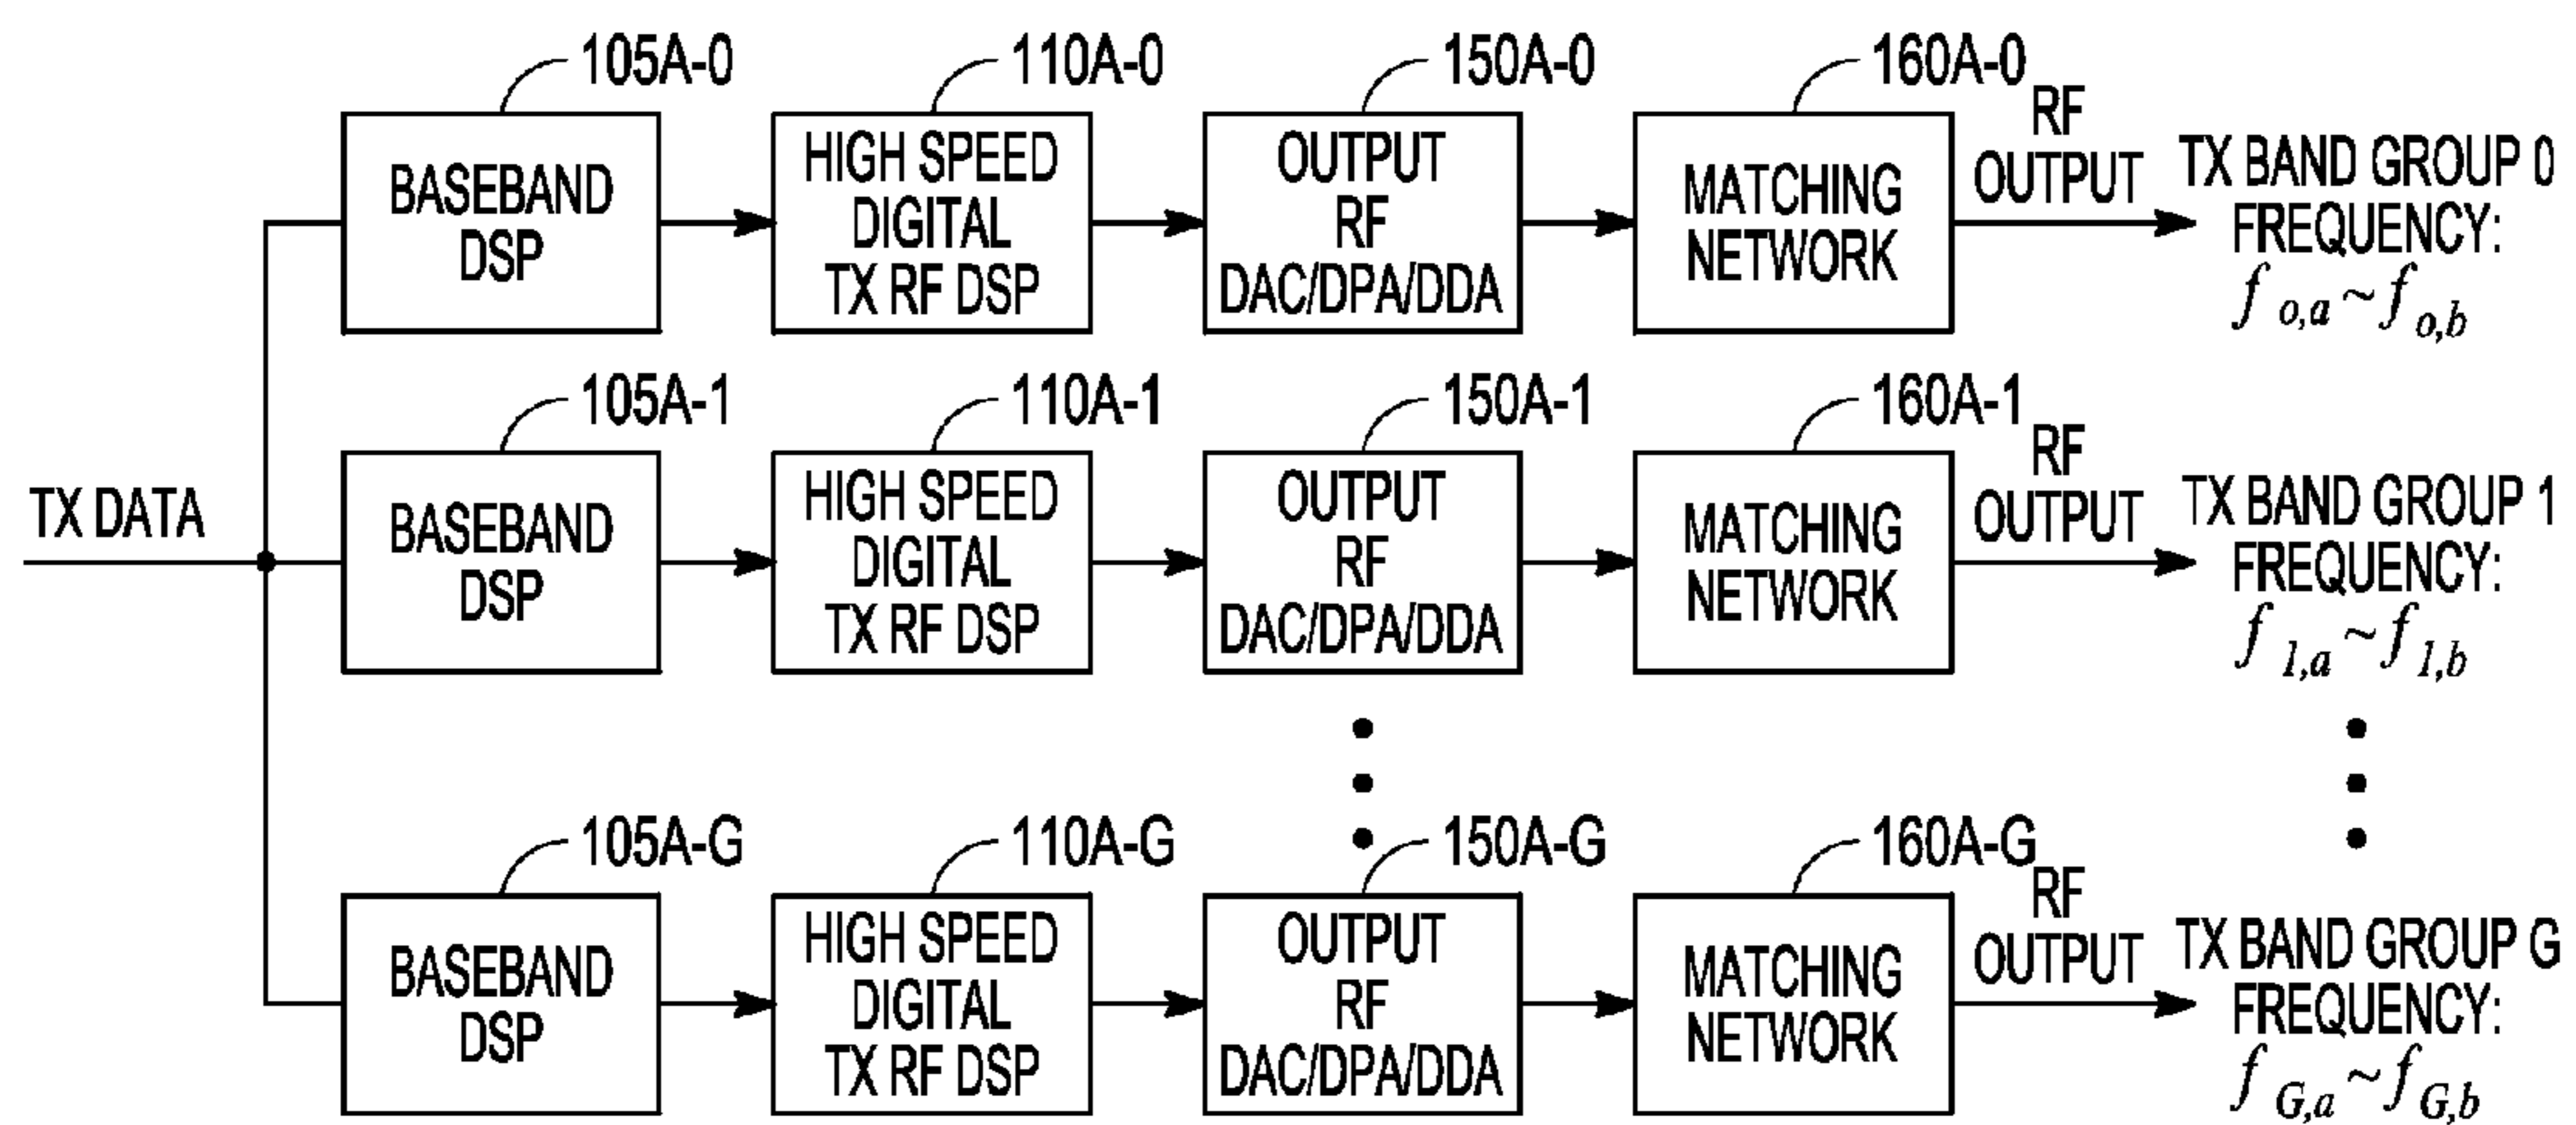 105A-0
110A-0
150A-0
160A-0
BASEBAND
DSP
HIGH SPEED
DIGITAL
TX RF DSP
OUTPUT
RF
DAC/DPA/DDA
MATCHING
NETWORK
RF
OUTPUT
TX BAND GROUP 0
FREQUENCY:
f o,a ~ f o,b
TX DATA
105A-1
110A-1
150A-1
160A-1
BASEBAND
DSP
HIGH SPEED
DIGITAL
TX RF DSP
OUTPUT
RF
DAC/DPA/DDA
MATCHING
NETWORK
RF
OUTPUT
TX BAND GROUP 1
FREQUENCY:
f 1,a ~ f 1,b
105A-G
110A-G
150A-G
160A-G
BASEBAND
DSP
HIGH SPEED
DIGITAL
TX RF DSP
OUTPUT
RF
DAC/DPA/DDA
MATCHING
NETWORK
RF
OUTPUT
TX BAND GROUP G
FREQUENCY:
f G,a ~ f G,b